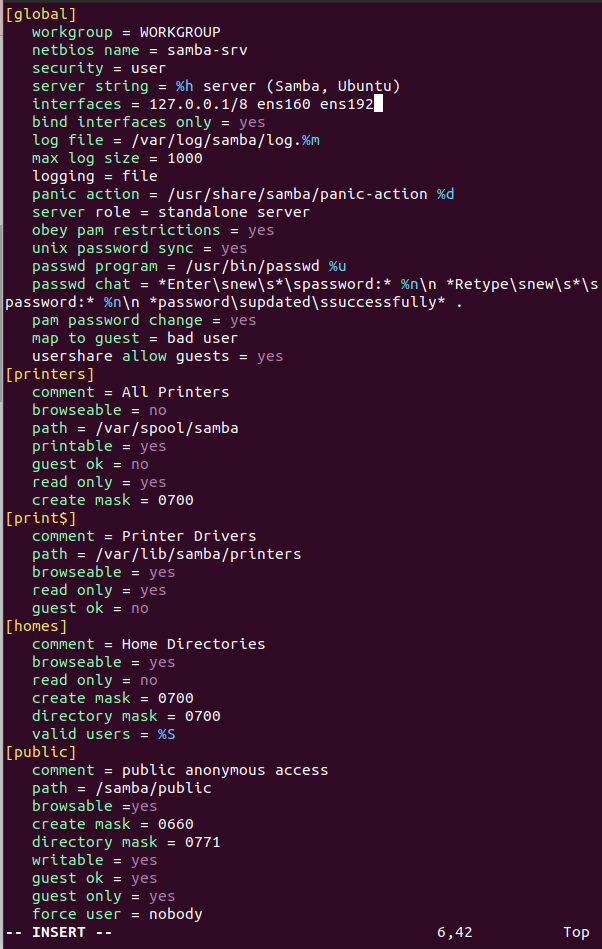 [global]
   workgroup = WORKGROUP
   netbios name = samba-srv
   security = user
   server string = %h server (Samba, Ubuntu)
   interfaces = 127.0.0.1/8 ens160 ens192
   bind interfaces only = yes
   log file = /var/log/samba/log.%m
   max log size = 1000
   logging = file
   panic action = /usr/share/samba/panic-action %d
   server role = standalone server
   obey pam restrictions = yes
   unix password sync = yes
   passwd program = /usr/bin/passwd %u
   passwd chat = *Enter\snew\s*\spassword:* %n\n *Retype\snew\s*\s
password:* %n\n *password\supdated\ssuccessfully* .
   pam password change = yes
   map to guest = bad user
   usershare allow guests = yes
[printers]
   comment = All Printers
   browseable = no
   path = /var/spool/samba
   printable = yes
   guest ok = no
   read only = yes
   create mask = 0700
[print$]
   comment = Printer Drivers
   path = /var/lib/samba/printers
   browseable = yes
   read only = yes
   guest ok = no
[homes]
   comment = Home Directories
   browseable = yes
   read only = no
   create mask = 0700
   directory mask = 0700
   valid users = %S
[public]
   comment = public anonymous access
   path = /samba/public
   browsable =yes
   create mask = 0660
   directory mask = 0771
   writable = yes
   guest ok = yes
   guest only = yes
   force user = nobody
-- INSERT -- 6,42 Top